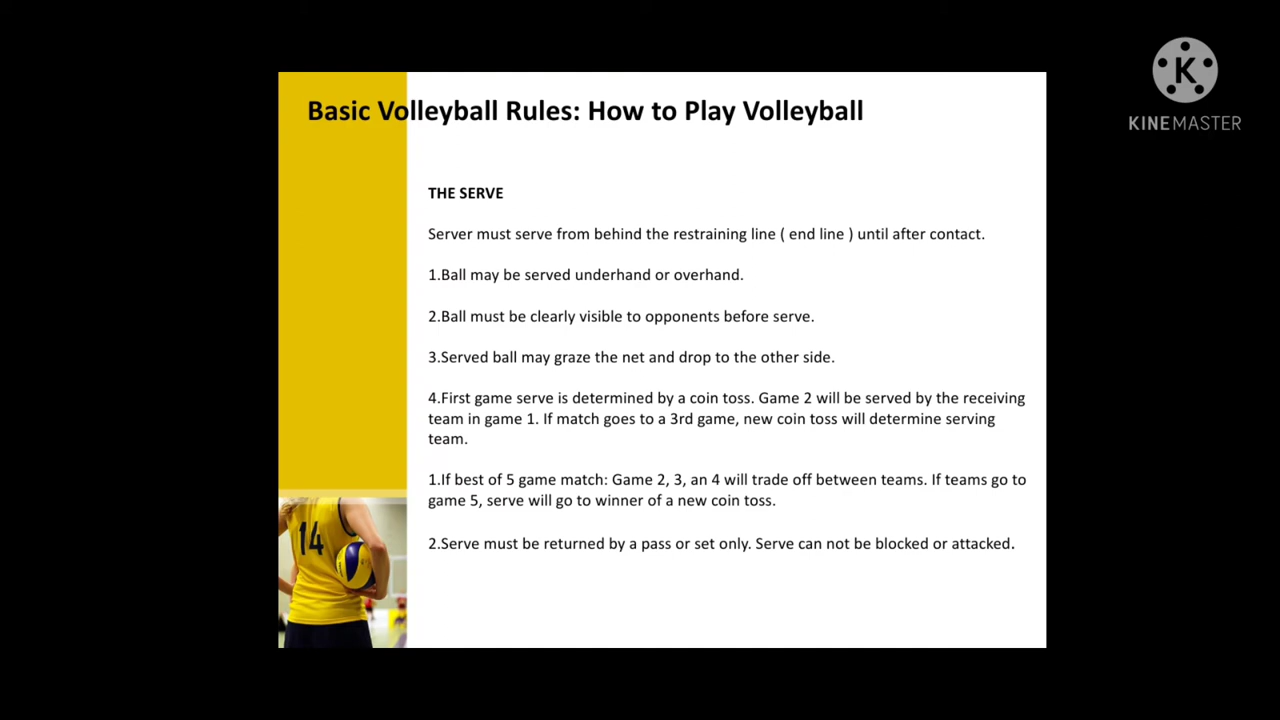 Basic Volleyball Rules: How to Play Volleyball
K
KINEMASTER
THE SERVE
Server must serve from behind the restraining line ( end line ) until after contact.
1.Ball may be served underhand or overhand.
2.Ball must be clearly visible to opponents before serve.
3.Served ball may graze the net and drop to the other side.
4.First game serve is determined by a coin toss. Game 2 will be served by the receiving
team in game 1. If match goes to a 3rd game, new coin toss will determine serving
team.
1.If best of 5 game match: Game 2, 3, an 4 will trade off between teams. If teams go to
game 5, serve will go to winner of a new coin toss.
2.Serve must be returned by a pass or set only. Serve can not be blocked or attacked.
14